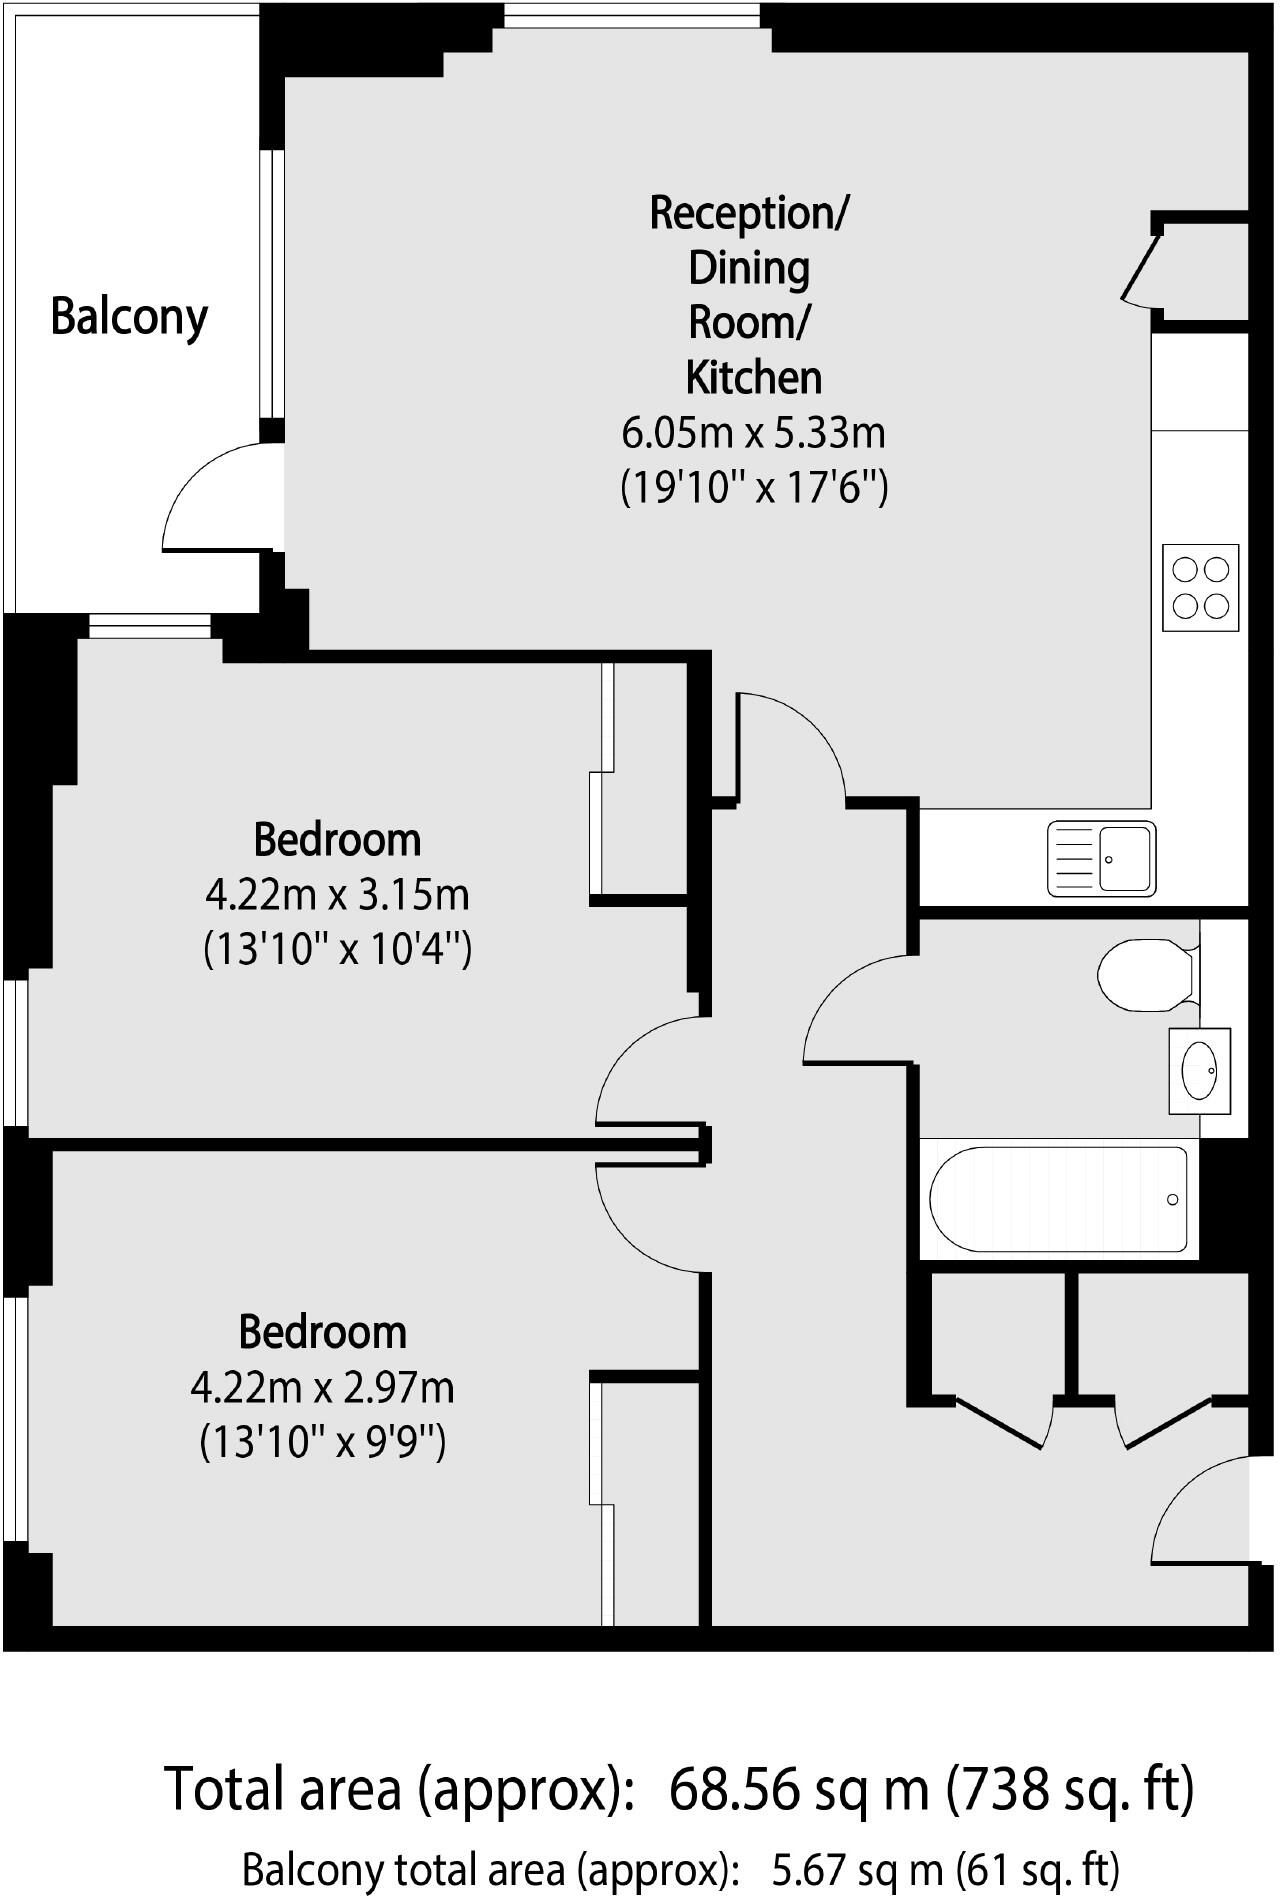 Balcony
Reception/
Dining
Room/
Kitchen
6.05m x 5.33m
(19'10" x 17'6")
Bedroom
4.22m x 3.15m
(13'10" x 10'4")
Bedroom
4.22m x 2.97m
(13'10" x 9'9")
Total area (approx): 68.56 sq m (738 sq. ft)
Balcony total area (approx): 5.67 sq m (61 sq. ft)